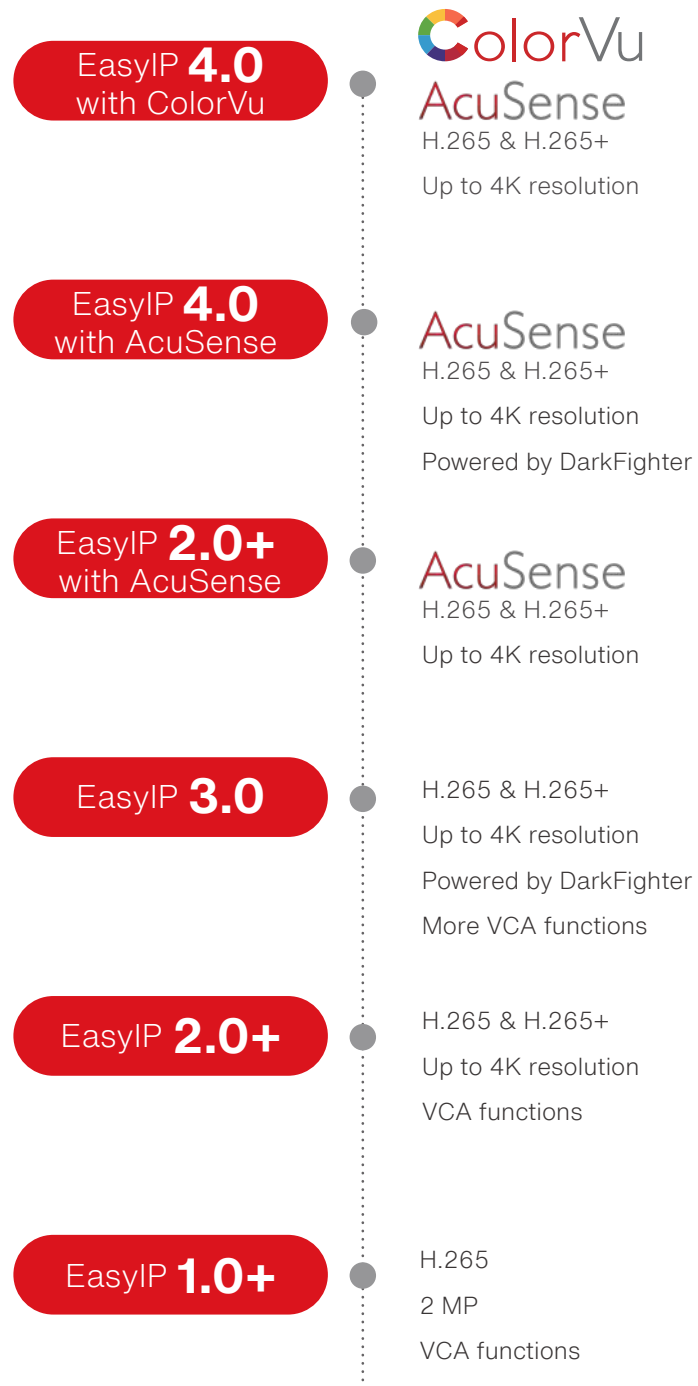 EasyIP 4.0
with ColorVu
ColorVu
AcuSense
H.265 & H.265+
Up to 4K resolution
EasyIP 4.0
with AcuSense
AcuSense
H.265 & H.265+
Up to 4K resolution
Powered by DarkFighter
EasyIP 2.0+
with AcuSense
AcuSense
H.265 & H.265+
Up to 4K resolution
EasyIP 3.0
H.265 & H.265+
Up to 4K resolution
Powered by DarkFighter
More VCA functions
EasyIP 2.0+
H.265 & H.265+
Up to 4K resolution
VCA functions
EasyIP 1.0+
H.265
2 MP
VCA functions